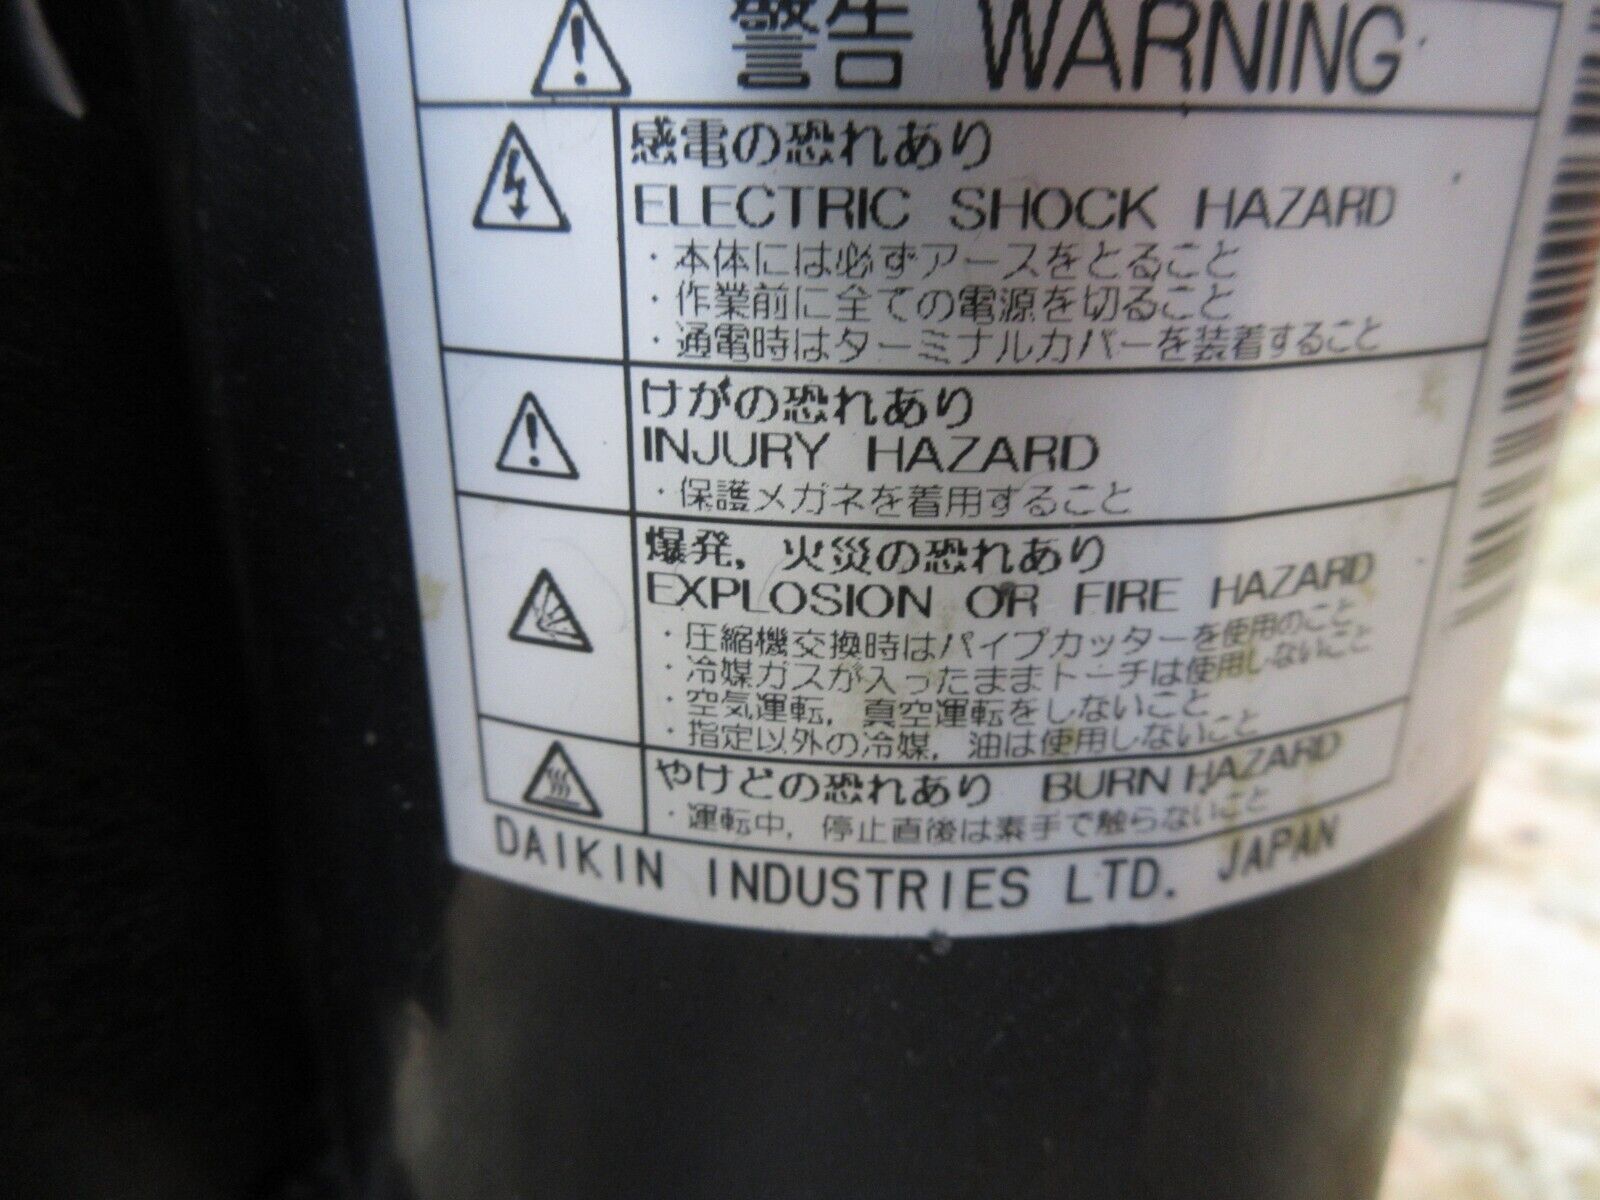 警告 WARNING
感電の恐れあり
ELECTRIC SHOCK HAZARD
・本体には必ずアースをとること
・作業前に全ての電源を切ること
・通電時はターミナルカバーを装着すること
けがの恐れあり
INJURY HAZARD
・保護メガネを着用すること
爆発,火災の恐れあり
EXPLOSION OR FIRE HAZARD
・圧縮機交換時はパイプカッターを使用のこと
・冷媒ガスが入ったままトーチは使用しないこと
・空気運転,真空運転をしないこと
・指定以外の冷媒,油は使用しないこと
やけどの恐れあり BURN HAZARD
・運転中,停止直後は素手で触らないこと
DAIKIN INDUSTRIES LTD. JAPAN